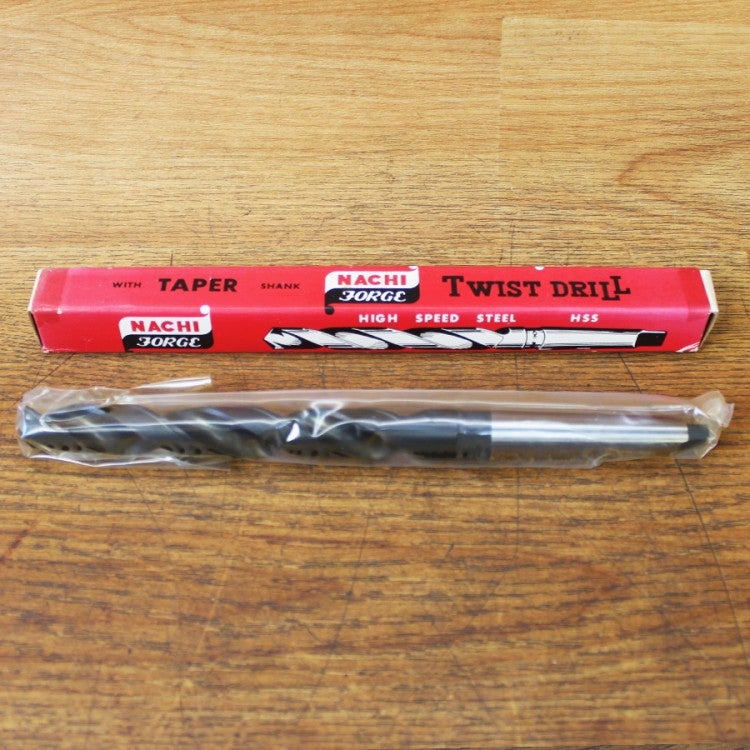 WITH TAPER SHANK
NACHI
FORGE
TWIST DRILL
NACHI
FORGE
HIGH SPEED STEEL HSS